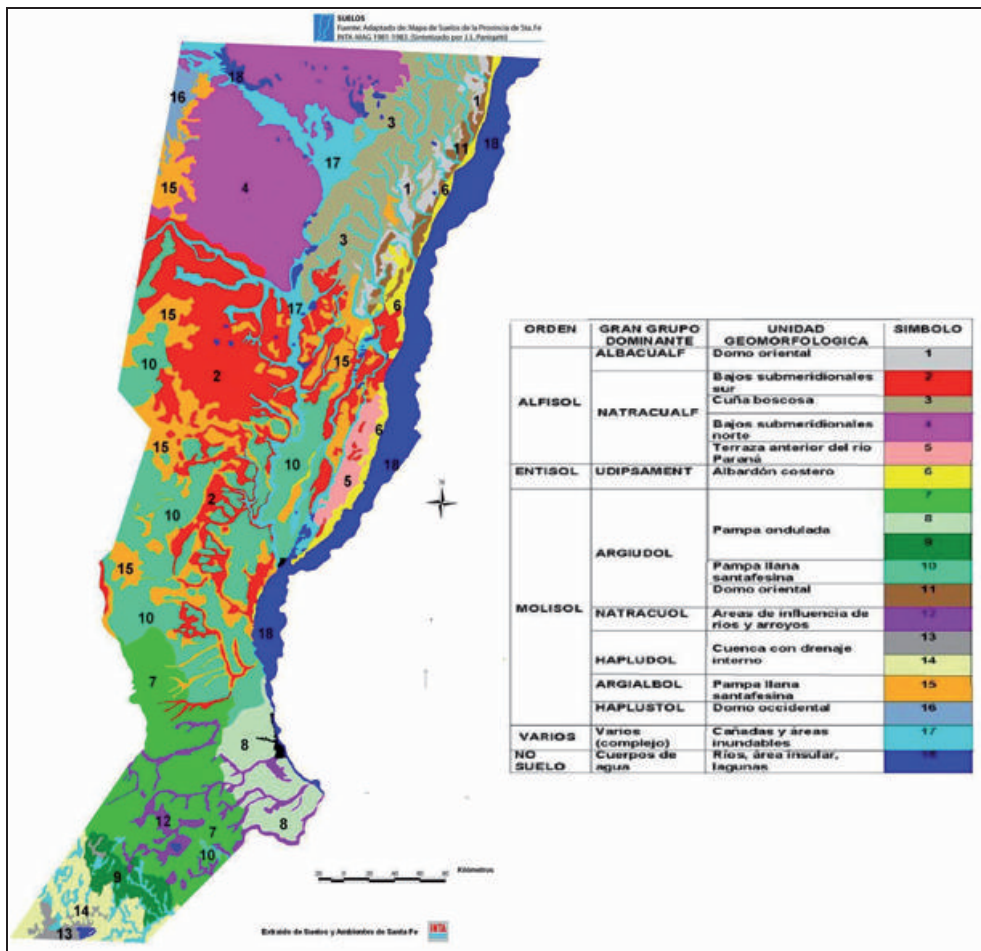 SUELOS
Fuente: Adaptado de: Mapa de Suelos de la Provincia de Sta. Fe
INTA-MAG 1981-1983. (Sintetizado por J.L. Panigatti)
18
16
1
3
11
18
17
15
4
1
6
3
17
6
15
10
15
2
6
15
10
18
5
2
10
15
10
18
7
8
12
7
8
10
9
14
13
N
ORDEN GRAN GRUPO DOMINANTE UNIDAD GEOMORFOLOGICA SIMBOLO
ALFISOL ALBACUALF Domo oriental 1
NATRACUALF Bajos submeridionales sur 2
Cuña boscosa 3
Bajos submeridionales norte 4
Terraza anterior del río Paraná 5
ENTISOL UDIPSAMENT Albardón costero 6
MOLISOL ARGIUDOL Pampa ondulada 7
8
9
Pampa llana santafesina 10
Domo oriental 11
NATRACUOL Areas de influencia de ríos y arroyos 12
HAPLUDOL Cuenca con drenaje interno 13
14
ARGIALBOL Pampa llana santafesina 15
HAPLUSTOL Domo occidental 16
VARIOS Varios (complejo) Cañadas y áreas inundables 17
NO SUELO Cuerpos de agua Ríos, área insular, lagunas 18
Kilómetros
Extraído de Suelos y Ambientes de Santa Fe
INTA